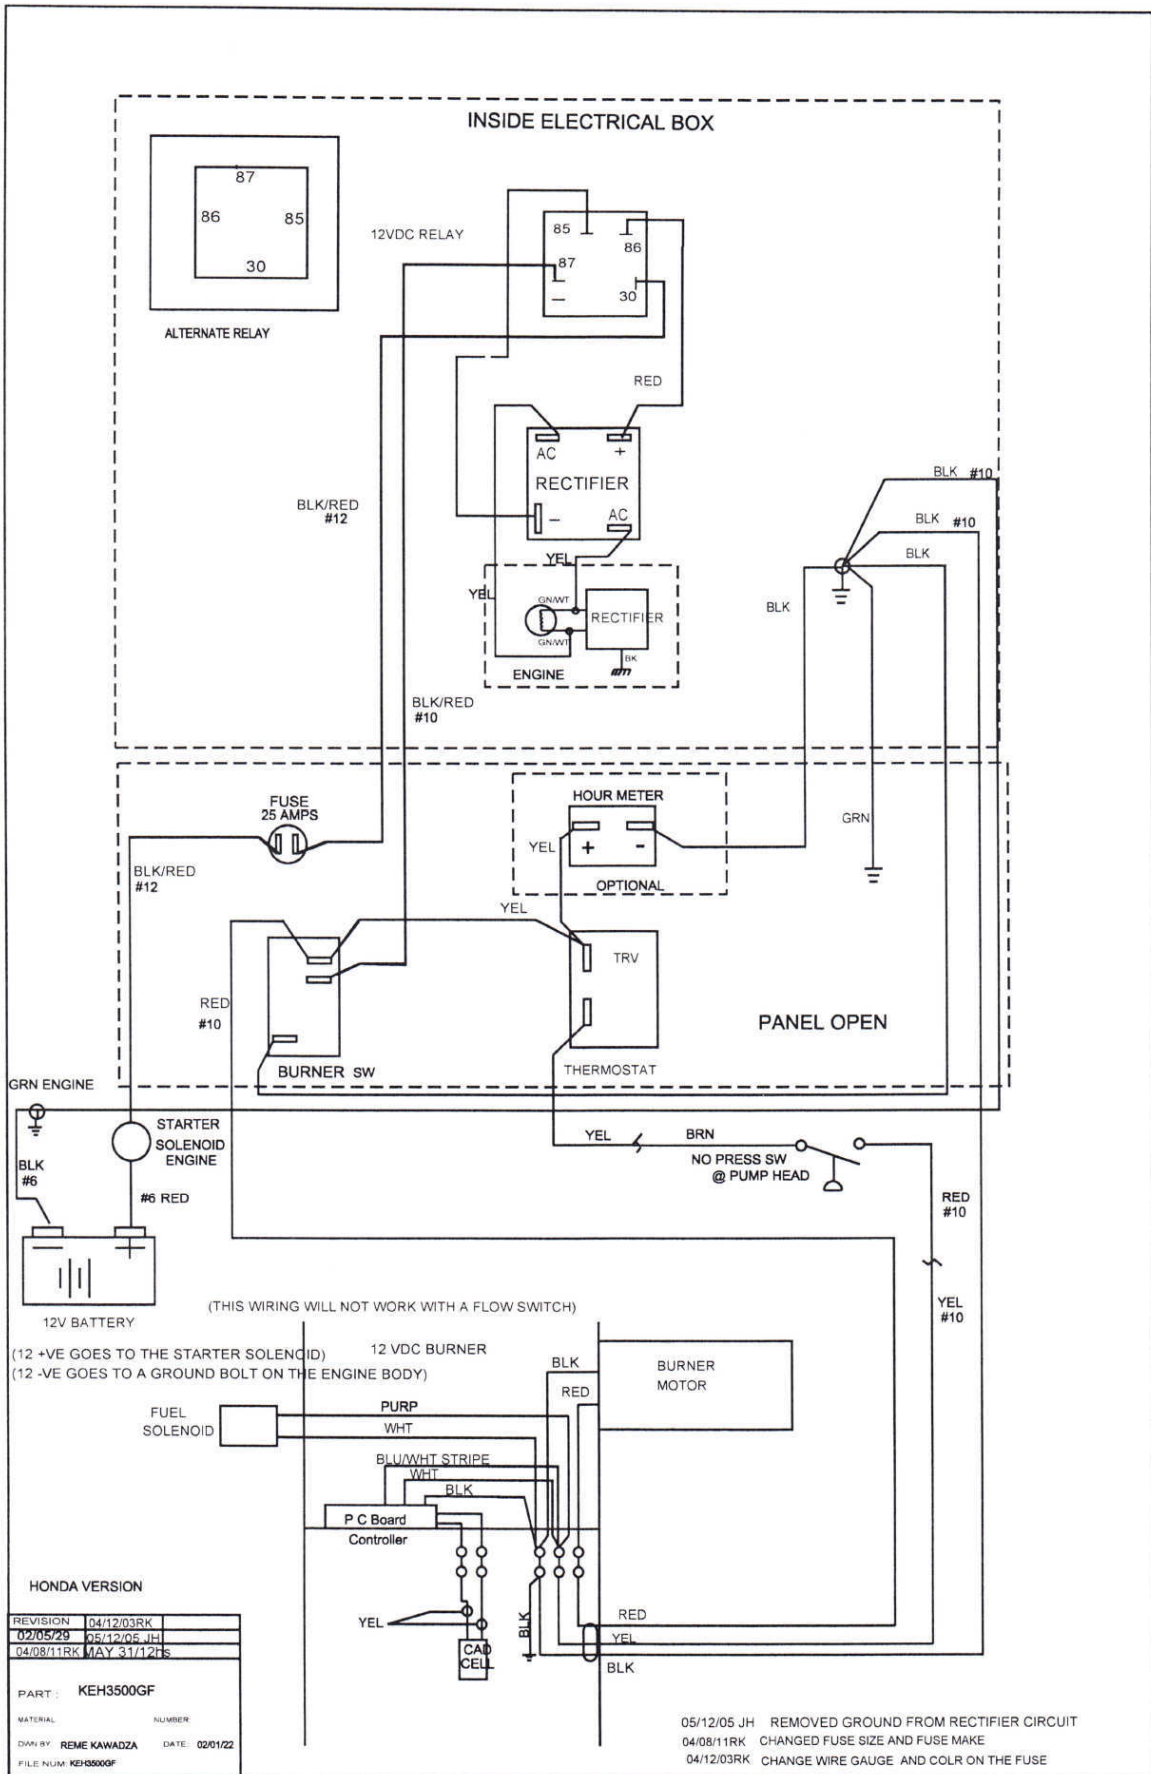 INSIDE ELECTRICAL BOX
87
86
85
30
ALTERNATE RELAY
12VDC RELAY
85
86
87
30
RED
AC
+
RECTIFIER
–
AC
BLK/RED
#12
YEL
YEL
GN/WT
RECTIFIER
GN/WT
BK
ENGINE
BLK/RED
#10
BLK #10
BLK #10
BLK
BLK
GRN
FUSE
25 AMPS
HOUR METER
YEL
+ -
OPTIONAL
BLK/RED
#12
YEL
TRV
RED
#10
PANEL OPEN
BURNER SW
THERMOSTAT
GRN ENGINE
STARTER
SOLENOID
ENGINE
BLK
#6
#6 RED
YEL
BRN
NO PRESS SW
@ PUMP HEAD
RED
#10
YEL
#10
12V BATTERY
(THIS WIRING WILL NOT WORK WITH A FLOW SWITCH)
(12 +VE GOES TO THE STARTER SOLENOID)
(12 -VE GOES TO A GROUND BOLT ON THE ENGINE BODY)
12 VDC BURNER
BLK
BURNER
MOTOR
RED
FUEL
SOLENOID
PURP
WHT
BLU/WHT STRIPE
WHT
BLK
P C Board
Controller
YEL
CAD
CELL
BLK
RED
YEL
BLK
HONDA VERSION
REVISION 04/12/03RK
02/05/29 05/12/05 JH
04/08/11RK MAY 31/12hs
PART : KEH3500GF
MATERIAL NUMBER:
DWN BY REME KAWADZA DATE: 02/01/22
FILE NUM: KEH3500GF
05/12/05 JH REMOVED GROUND FROM RECTIFIER CIRCUIT
04/08/11RK CHANGED FUSE SIZE AND FUSE MAKE
04/12/03RK CHANGE WIRE GAUGE AND COLR ON THE FUSE